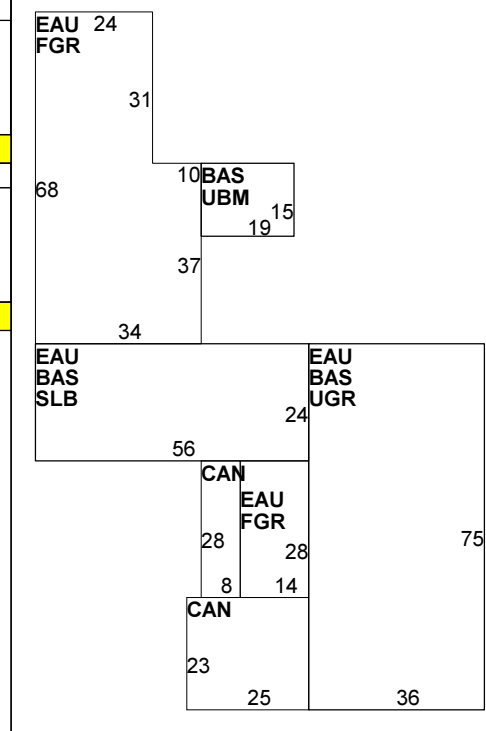 EAU 24
FGR
31
10 BAS
68 UBM
15
19
37
34
EAU EAU
BAS BAS
SLB UGR
24
56
CAN
EAU
FGR
28 28 75
8 14
CAN
23
25 36